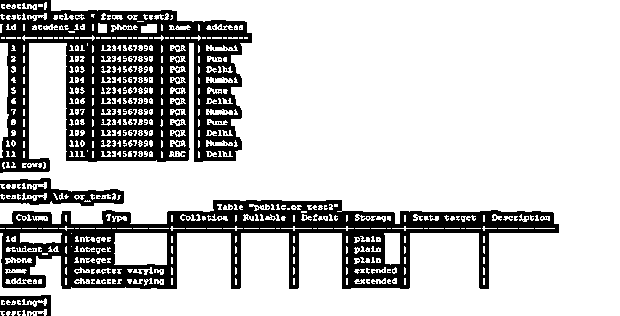 testing=#
testing=# select * from or_test2;
id | student_id | phone | name | address
1 | 101 | 1234567890 | PQR | Mumbai
2 | 102 | 1234567890 | PQR | Pune
3 | 103 | 1234567890 | PQR | Delhi
4 | 104 | 1234567890 | PQR | Mumbai
5 | 105 | 1234567890 | PQR | Pune
6 | 106 | 1234567890 | PQR | Delhi
7 | 107 | 1234567890 | PQR | Mumbai
8 | 108 | 1234567890 | PQR | Pune
9 | 109 | 1234567890 | PQR | Delhi
10 | 110 | 1234567890 | PQR | Mumbai
11 | 111 | 1234567890 | ABC | Delhi
(11 rows)
testing=#
testing=# \d+ or_test2;
Table "public.or_test2"
Column | Type | Collation | Nullable | Default | Storage | Stats target | Description
id | integer | | | | plain | |
student_id | integer | | | | plain | |
phone | integer | | | | plain | |
name | character varying | | | | extended | |
address | character varying | | | | extended | |
testing=#
testing=#